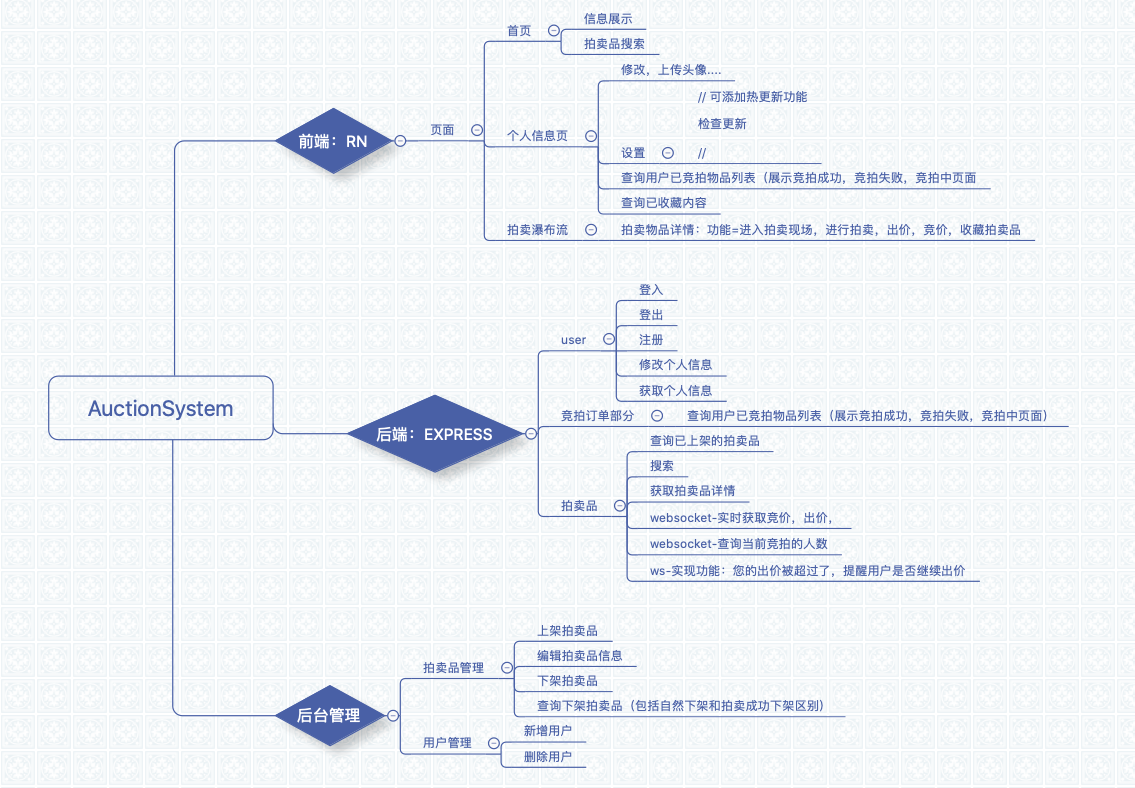 信息展示
首页
拍卖品搜索
修改，上传头像....
// 可添加热更新功能
检查更新
前端：RN
页面
个人信息页
设置
//
查询用户已竞拍物品列表（展示竞拍成功，竞拍失败，竞拍中页面
查询已收藏内容
拍卖瀑布流
拍卖物品详情：功能=进入拍卖现场，进行拍卖，出价，竞价，收藏拍卖品
登入
登出
user
注册
修改个人信息
获取个人信息
AuctionSystem
后端：EXPRESS
竞拍订单部分
查询用户已竞拍物品列表（展示竞拍成功，竞拍失败，竞拍中页面）
查询已上架的拍卖品
搜索
获取拍卖品详情
拍卖品
websocket-实时获取竞价，出价，
websocket-查询当前竞拍的人数
ws-实现功能：您的出价被超过了，提醒用户是否继续出价
上架拍卖品
拍卖品管理
编辑拍卖品信息
下架拍卖品
查询下架拍卖品（包括自然下架和拍卖成功下架区别）
后台管理
新增用户
用户管理
删除用户